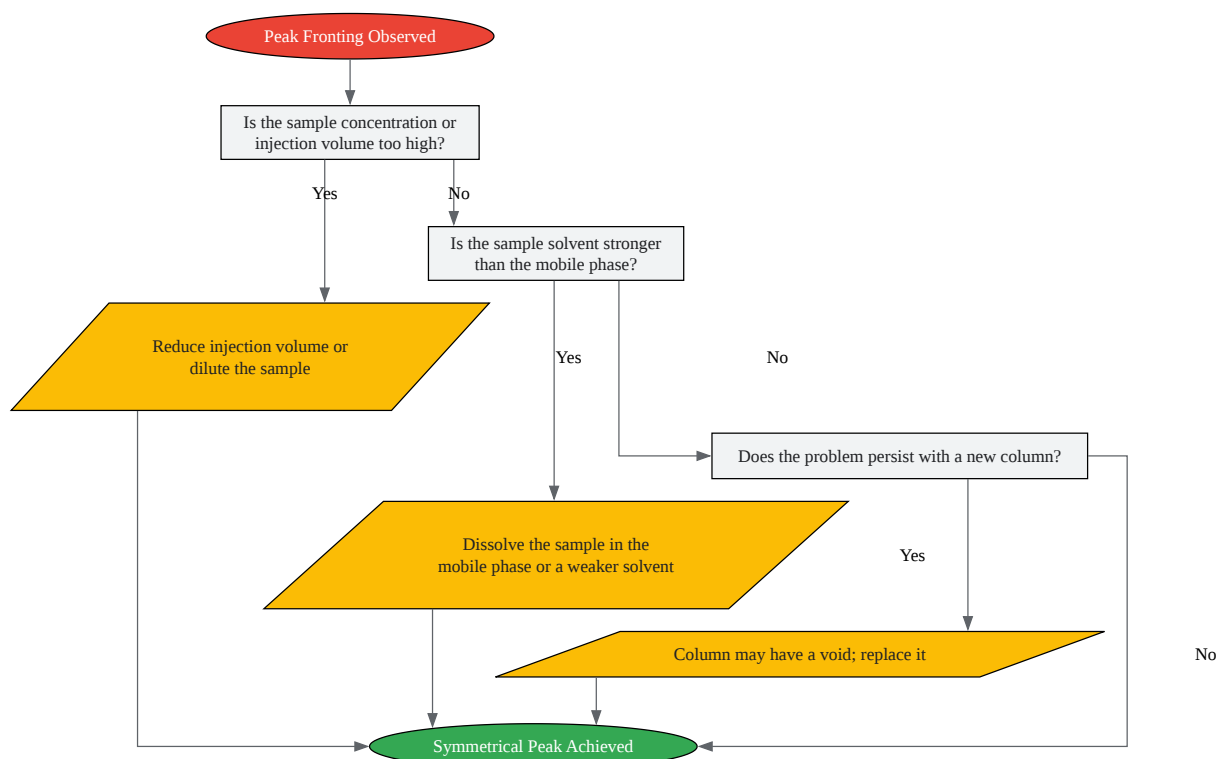 Peak Fronting Observed
Is the sample concentration or
injection volume too high?
Yes
No
Is the sample solvent stronger
than the mobile phase?
Reduce injection volume or
dilute the sample
Yes
No
Does the problem persist with a new column?
Dissolve the sample in the
mobile phase or a weaker solvent
Yes
Column may have a void; replace it
No
Symmetrical Peak Achieved